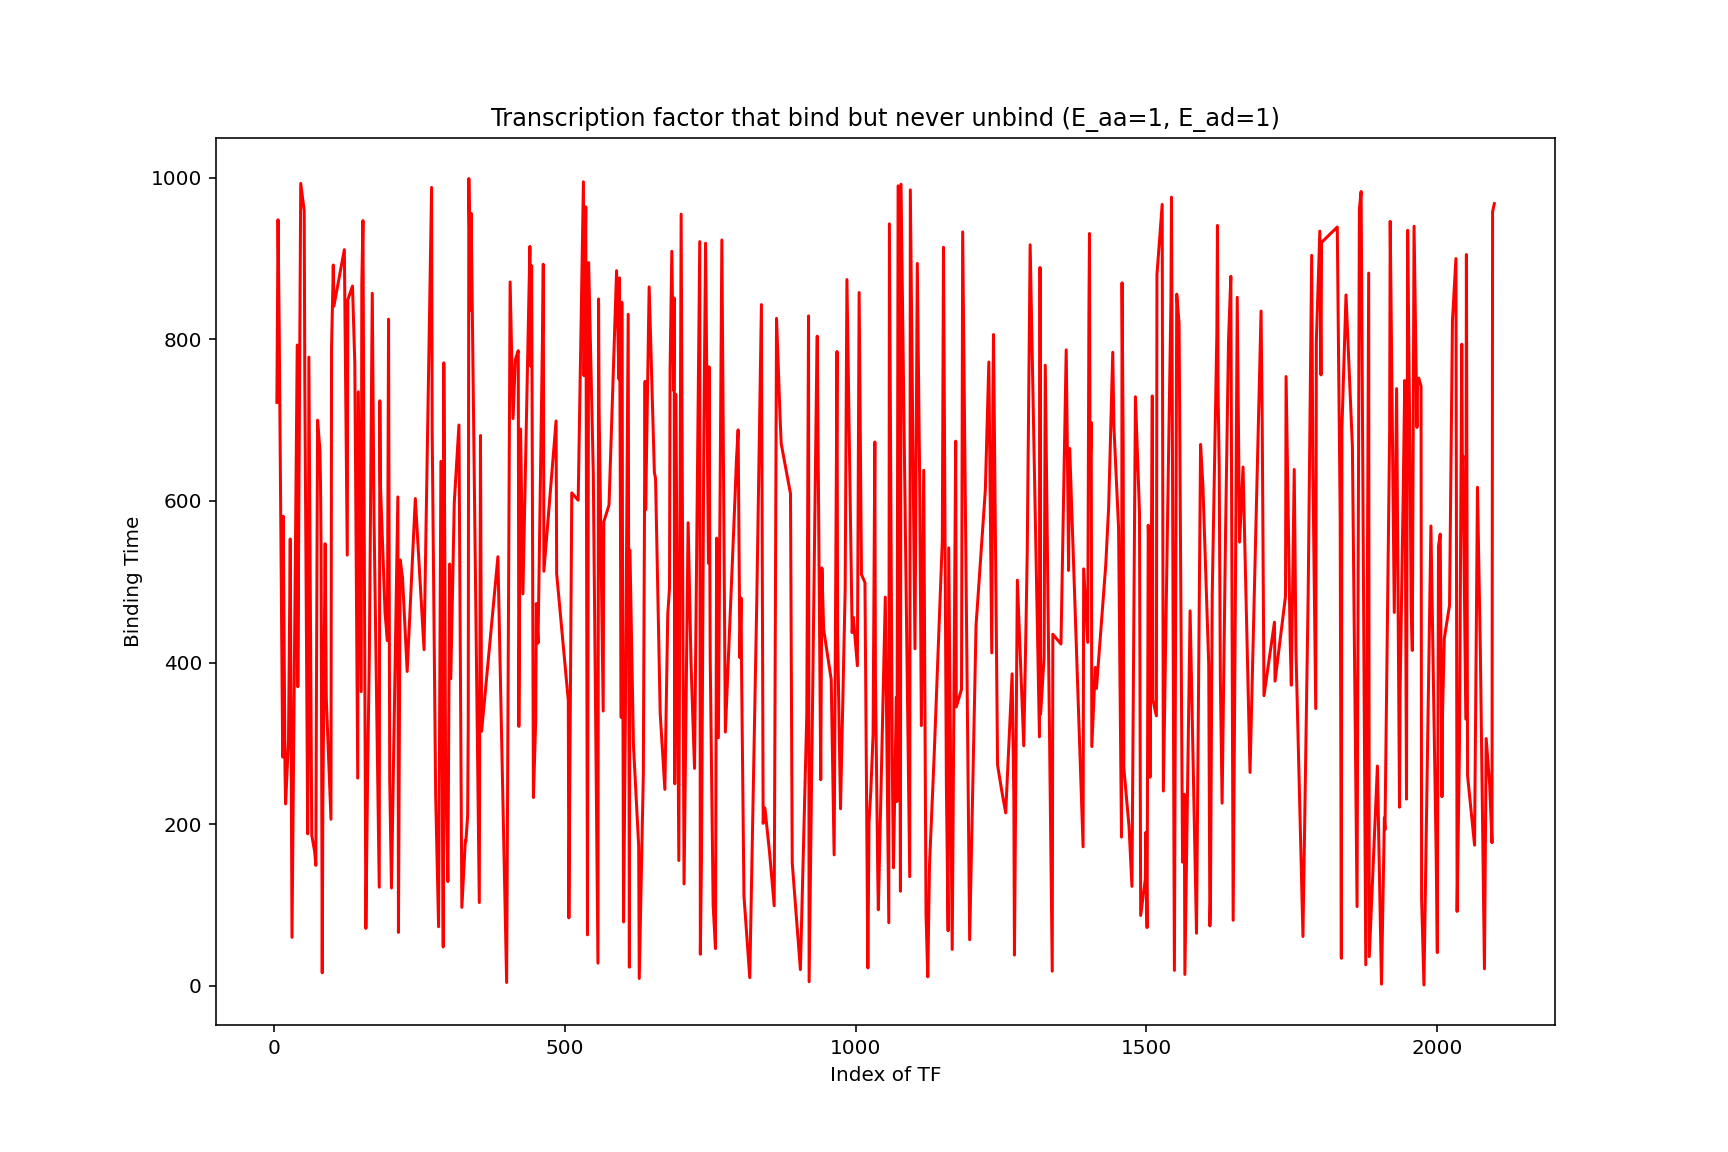 Transcription factor that bind but never unbind (E_aa=1, E_ad=1)
1000
800
600
400
200
0
Binding Time
0 500 1000 1500 2000
Index of TF